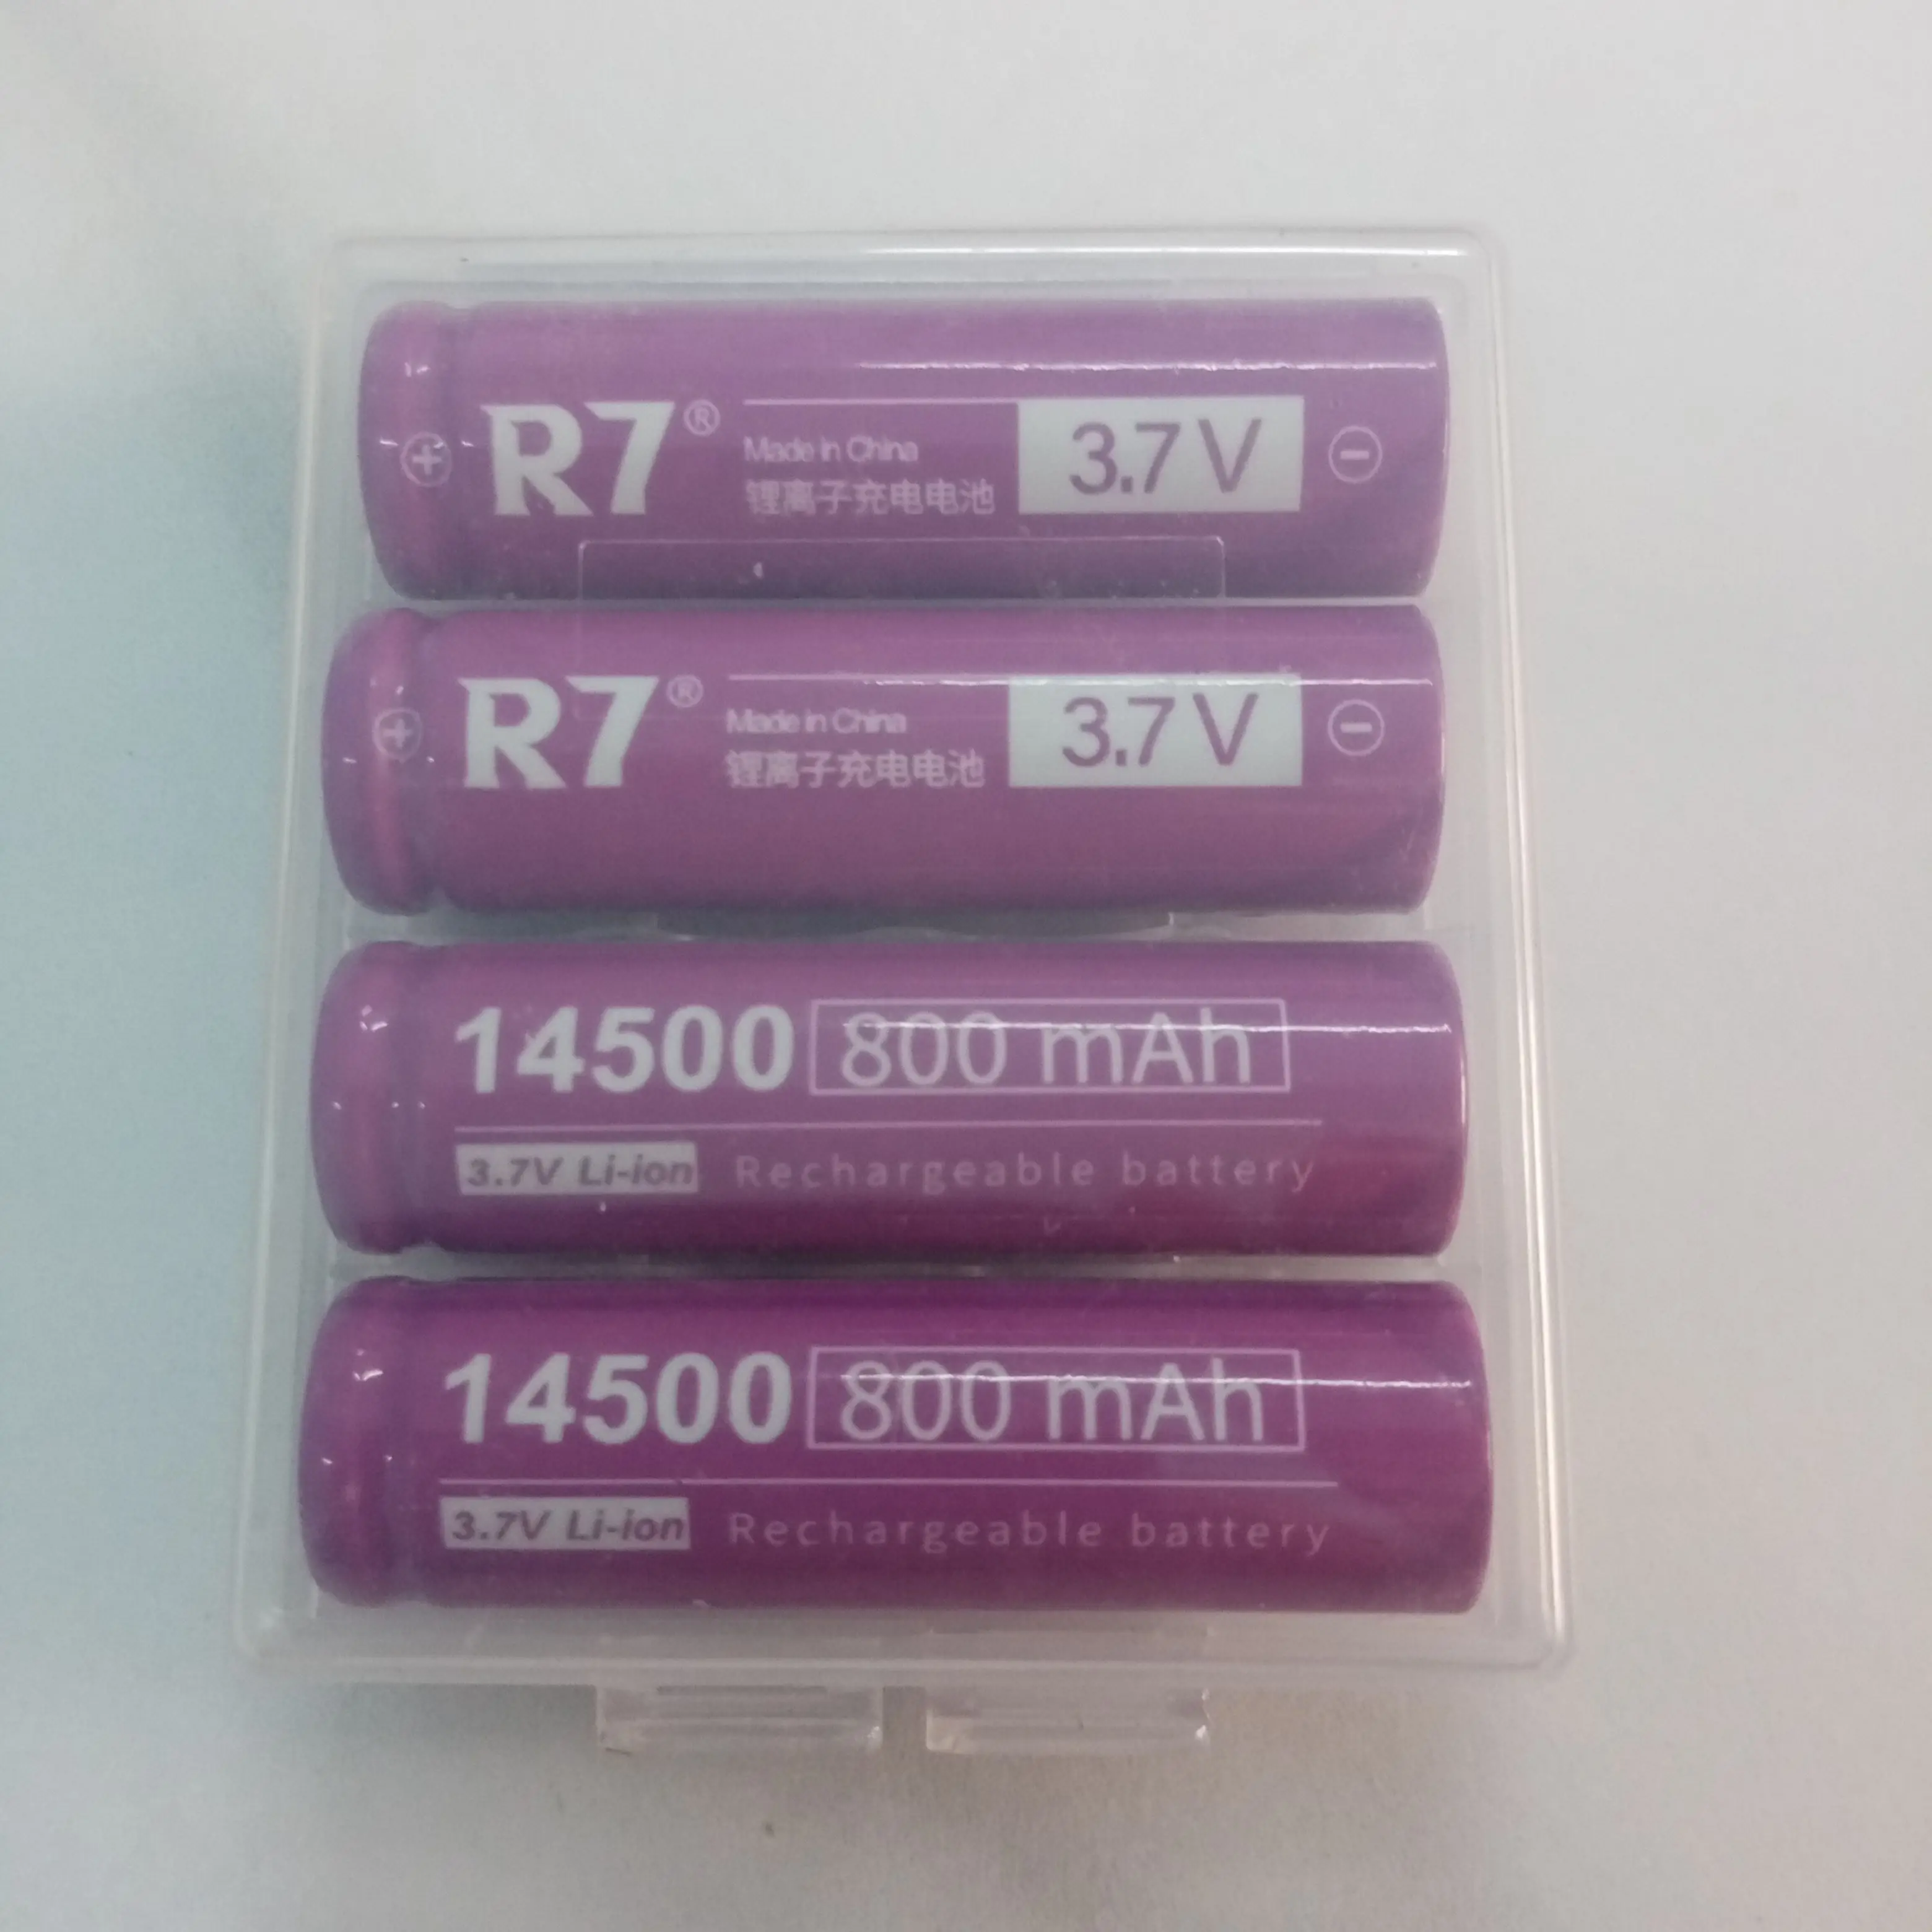 R7® Made in China 3.7V
锂离子充电电池
R7® Made in China 3.7V
锂离子充电电池
14500 800 mAh
3.7V Li-ion Rechargeable battery
14500 800 mAh
3.7V Li-ion Rechargeable battery